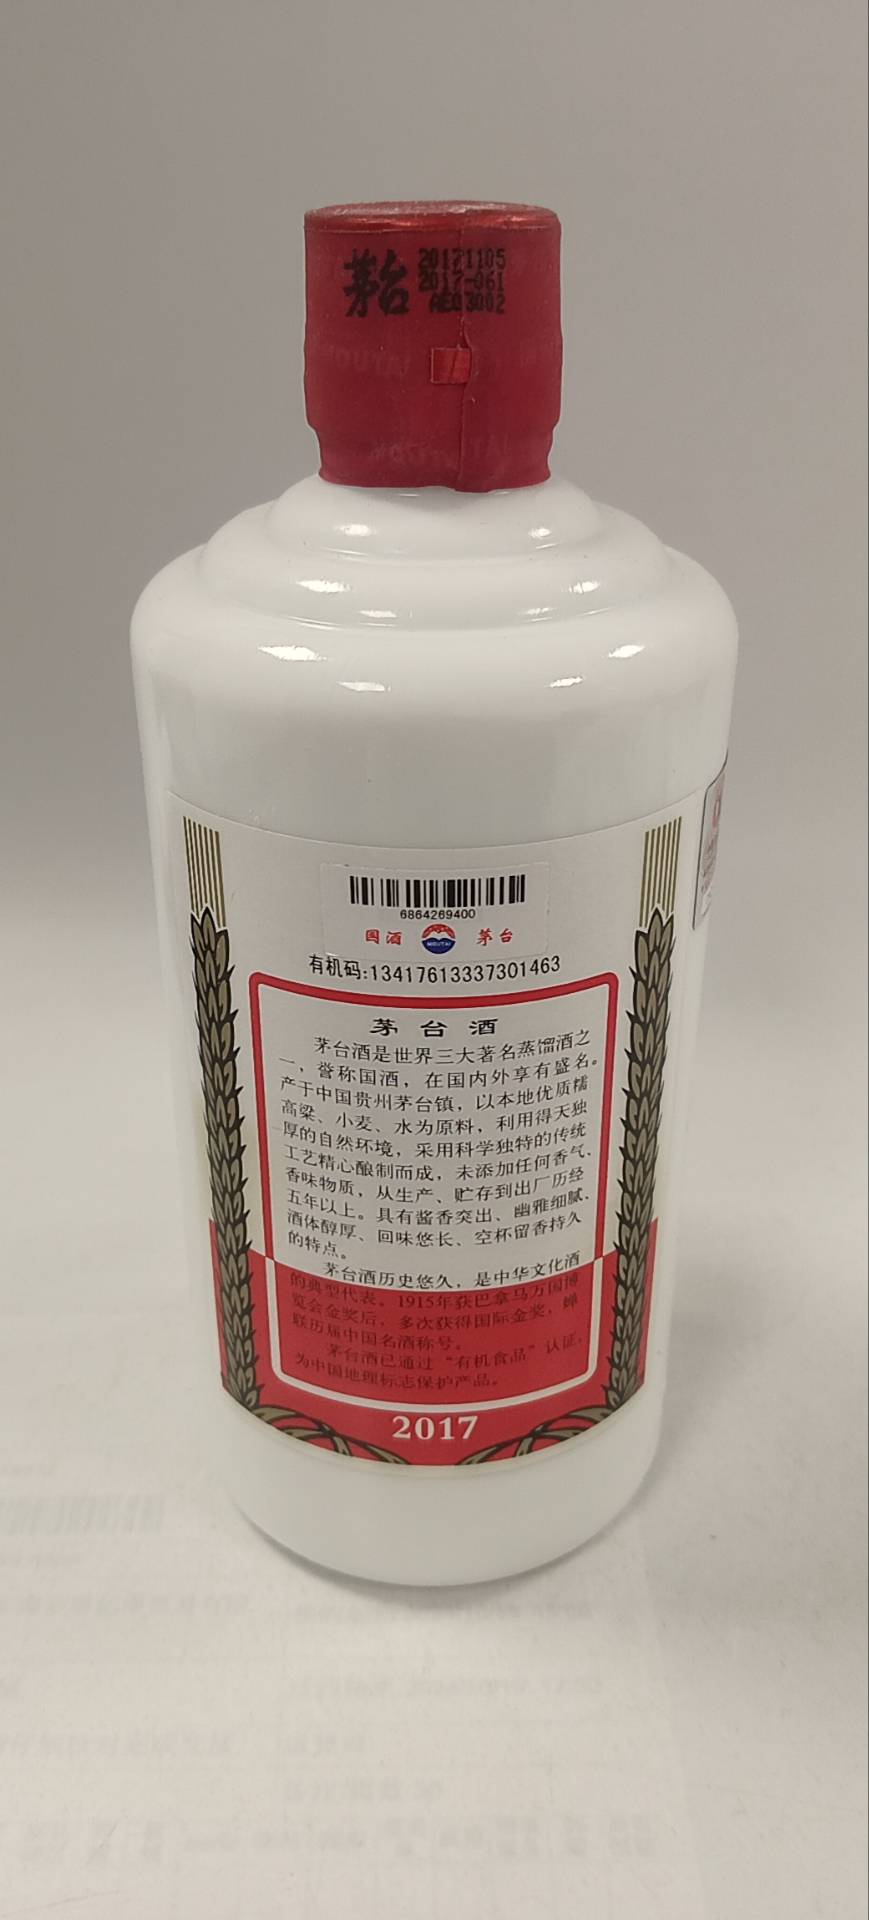 茅台
20171105
2017-061
AE03002
6864269400
国酒
MOUTAI
茅台
有机码:13417613337301463
茅台酒
茅台酒是世界三大著名蒸馏酒之
一，誉称国酒，在国内外享有盛名。
产于中国贵州茅台镇，以本地优质糯
高粱、小麦、水为原料，利用得天独
厚的自然环境，采用科学独特的传统
工艺精心酿制而成，未添加任何香气、
香味物质，从生产、贮存到出厂历经
五年以上。具有酱香突出、幽雅细腻、
酒体醇厚、回味悠长、空杯留香持久
的特点。
茅台酒历史悠久，是中华文化酒
的典型代表。1915年获巴拿马万国博
览会金奖后，多次获得国际金奖，蝉
联历届中国名酒称号。
茅台酒已通过“有机食品”认证，
为中国地理标志保护产品。
2017